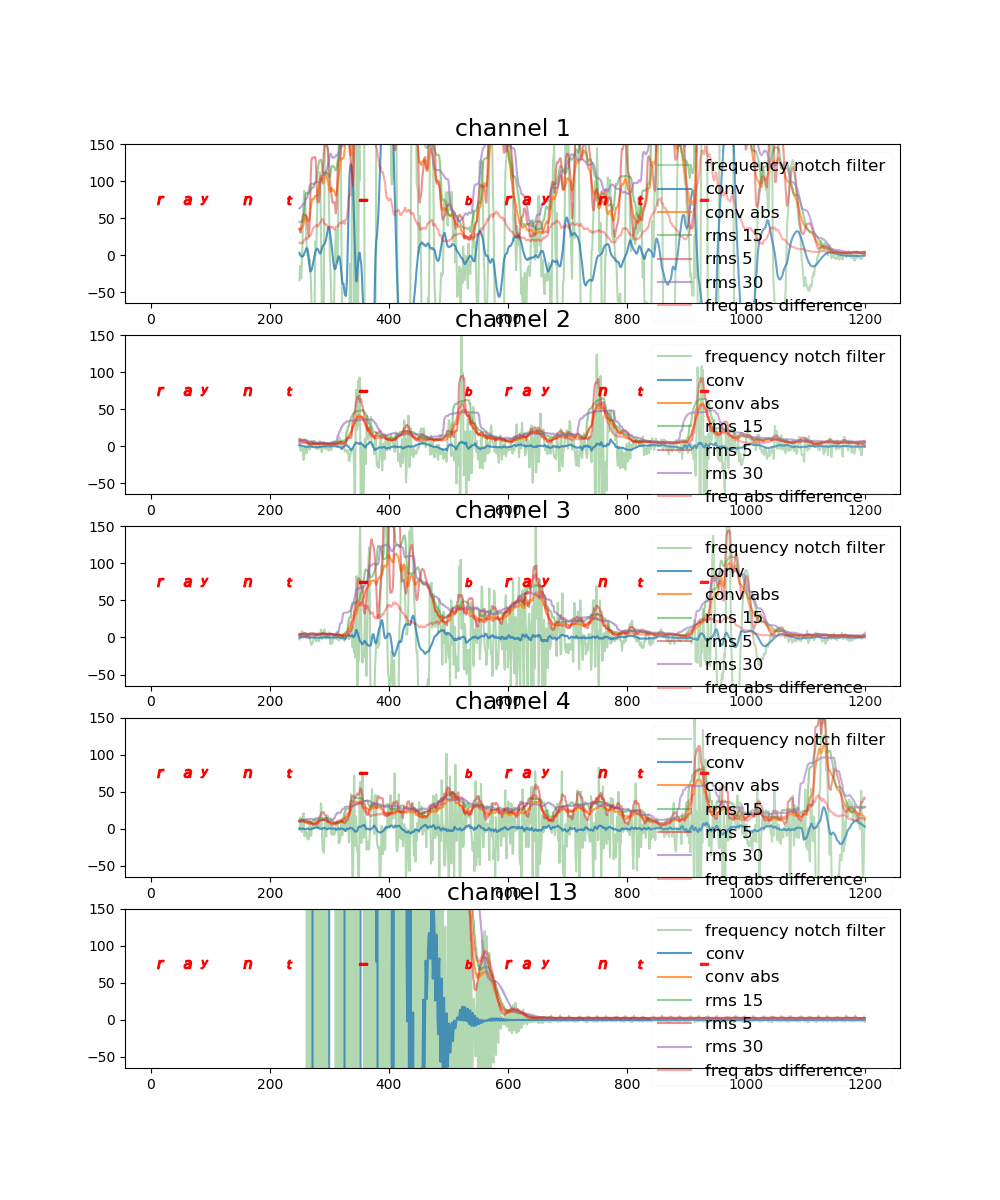 channel 1
150
100
50
0
−50
r a y n t – b r a y n t –
frequency notch filter
conv
conv abs
rms 15
rms 5
rms 30
freq abs difference
0 200 400 600 800 1000 1200
channel 2
150
100
50
0
−50
r a y n t – b r a y n t –
frequency notch filter
conv
conv abs
rms 15
rms 5
rms 30
freq abs difference
0 200 400 600 800 1000 1200
channel 3
150
100
50
0
−50
r a y n t – b r a y n t –
frequency notch filter
conv
conv abs
rms 15
rms 5
rms 30
freq abs difference
0 200 400 600 800 1000 1200
channel 4
150
100
50
0
−50
r a y n t – b r a y n t –
frequency notch filter
conv
conv abs
rms 15
rms 5
rms 30
freq abs difference
0 200 400 600 800 1000 1200
channel 13
150
100
50
0
−50
r a y n t – b r a y n t –
frequency notch filter
conv
conv abs
rms 15
rms 5
rms 30
freq abs difference
0 200 400 600 800 1000 1200